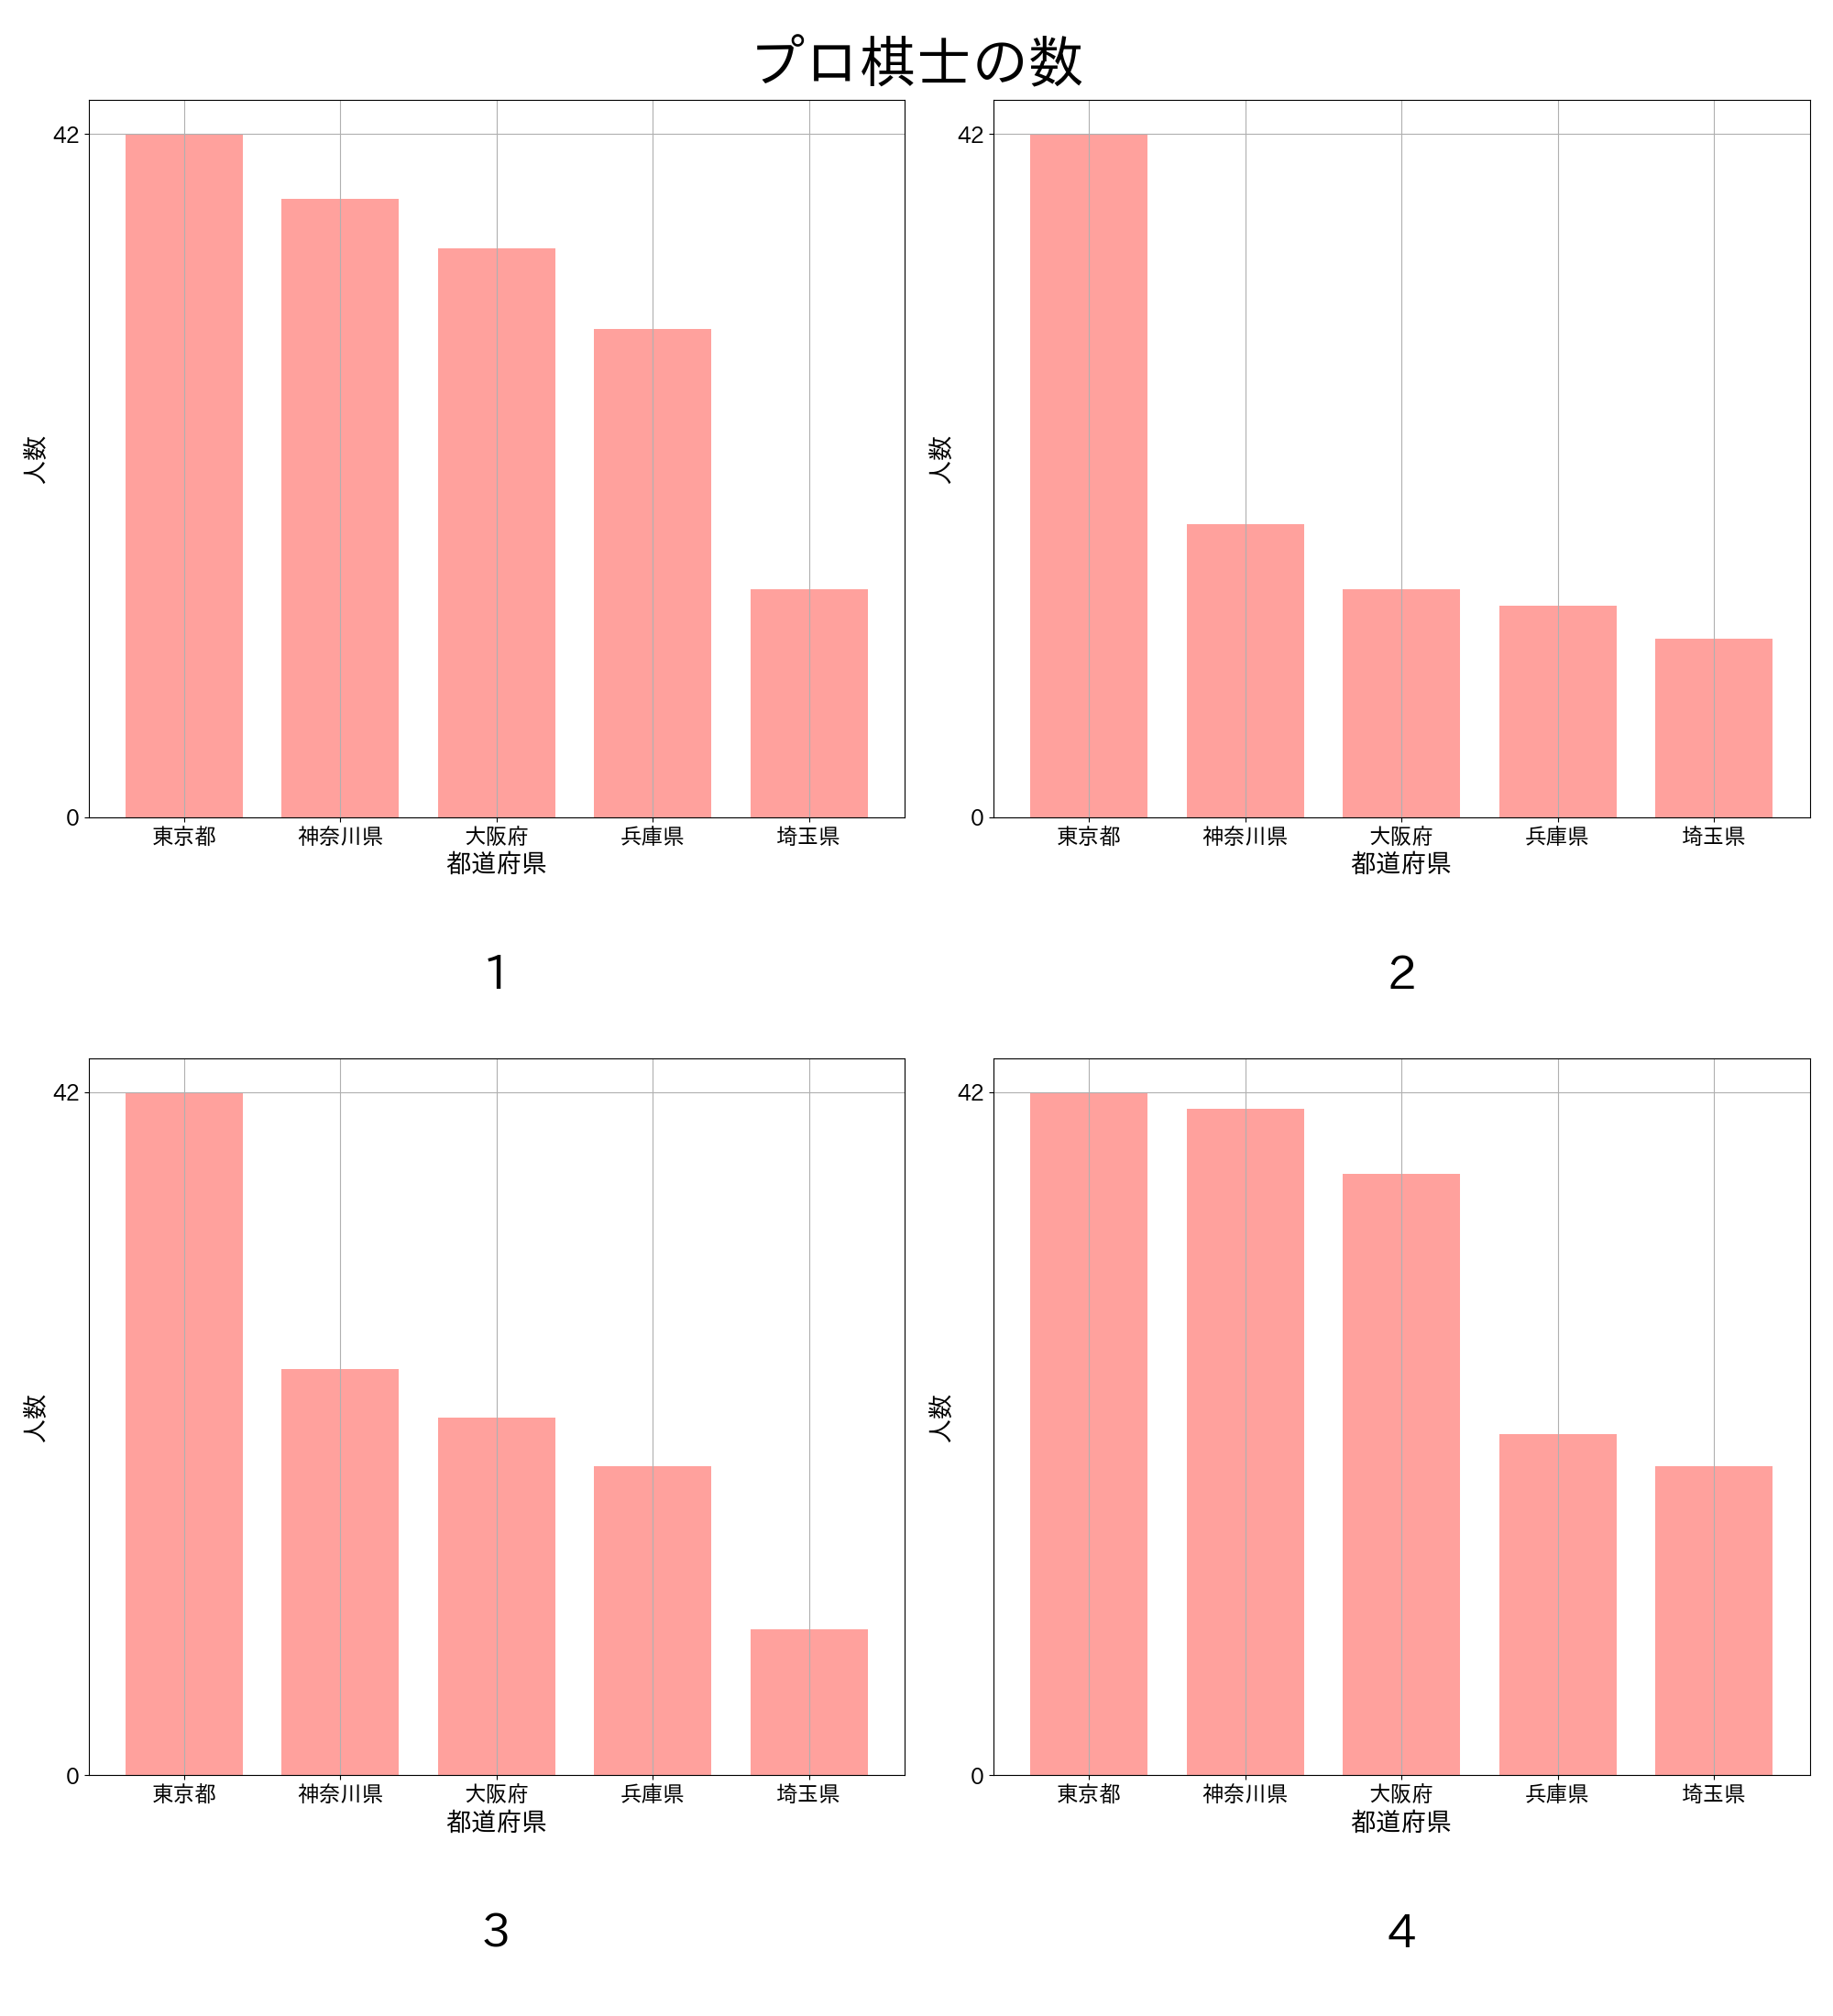 プロ棋士の数
42
0
人数
東京都 神奈川県 大阪府 兵庫県 埼玉県
都道府県
1
42
0
人数
東京都 神奈川県 大阪府 兵庫県 埼玉県
都道府県
2
42
0
人数
東京都 神奈川県 大阪府 兵庫県 埼玉県
都道府県
3
42
0
人数
東京都 神奈川県 大阪府 兵庫県 埼玉県
都道府県
4